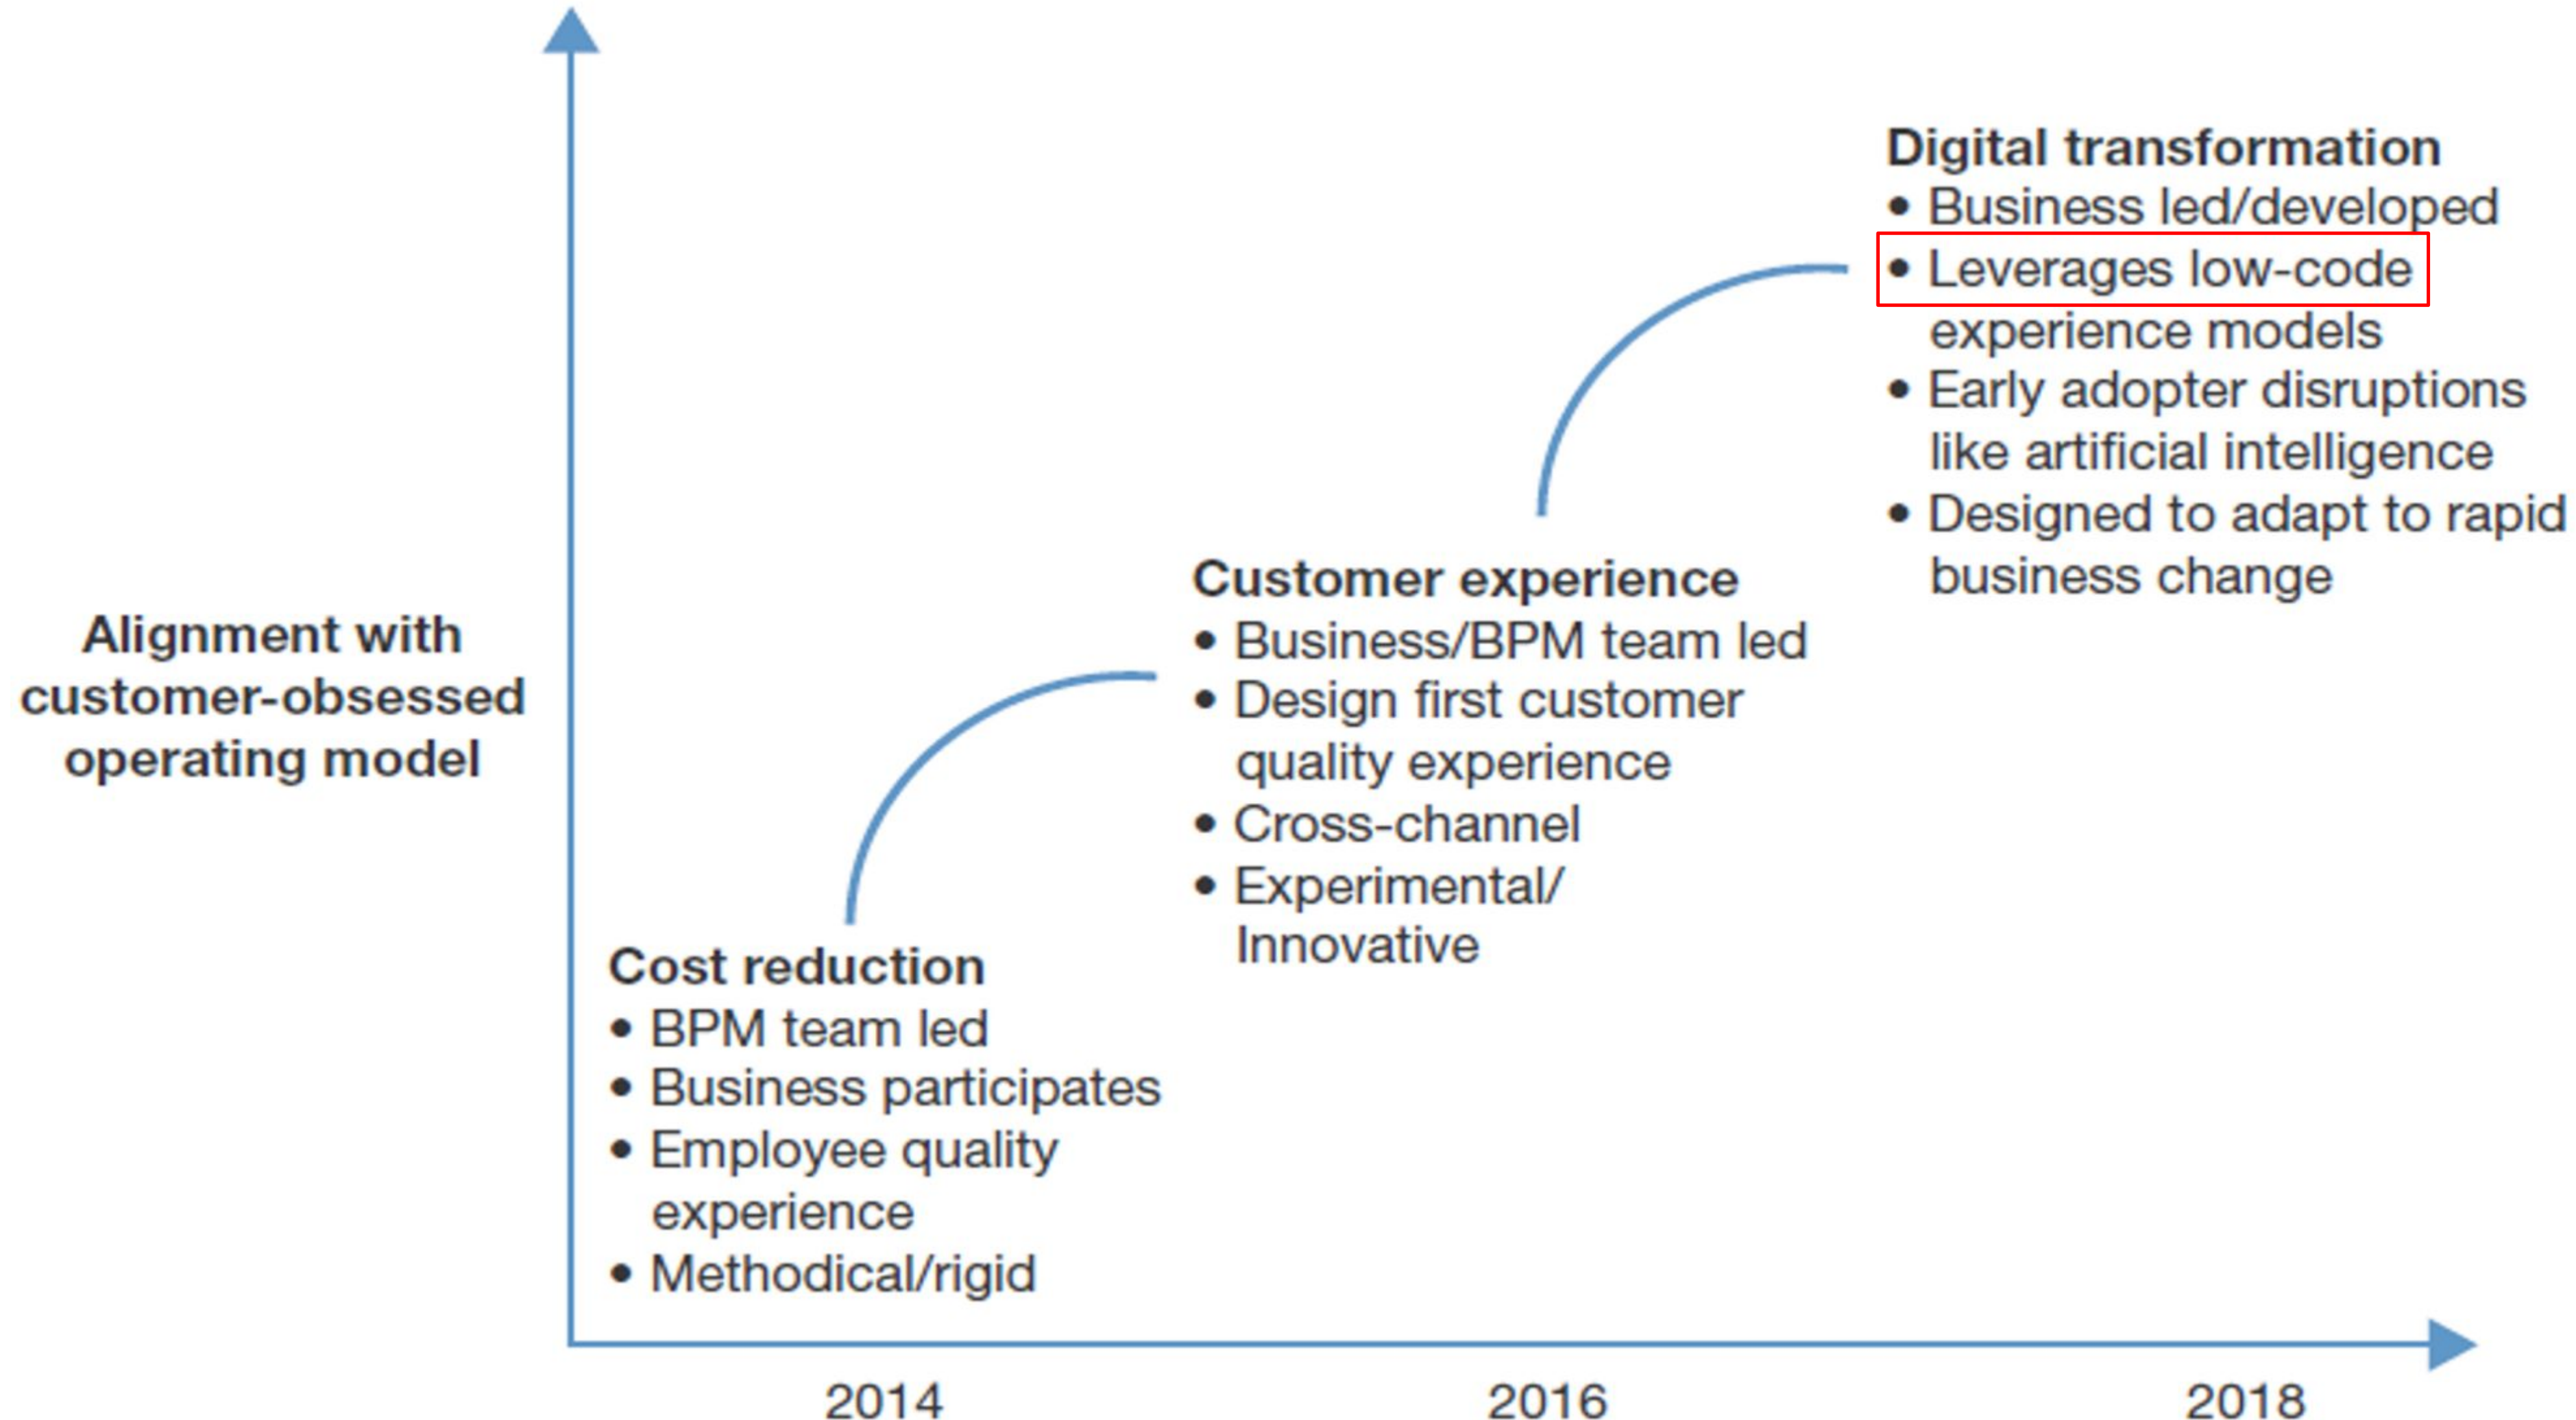 Digital transformation
• Business led/developed
• Leverages low-code
experience models
• Early adopter disruptions
like artificial intelligence
• Designed to adapt to rapid
business change
Customer experience
• Business/BPM team led
• Design first customer
quality experience
• Cross-channel
• Experimental/
Innovative
Alignment with
customer-obsessed
operating model
Cost reduction
• BPM team led
• Business participates
• Employee quality
experience
• Methodical/rigid
2014
2016
2018